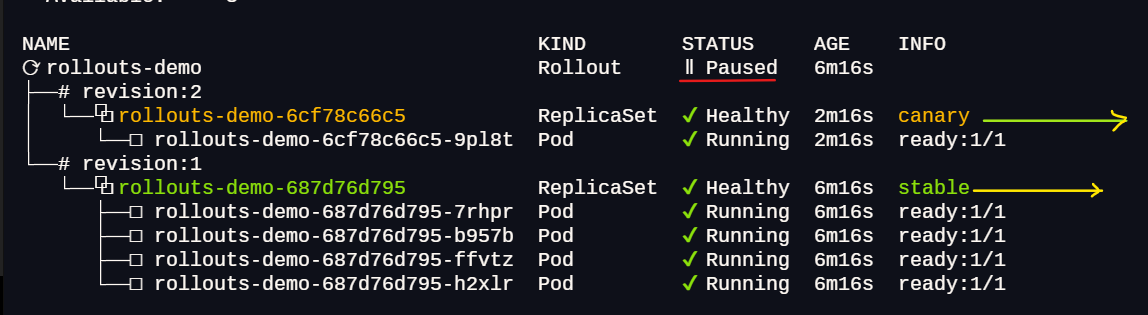 NAME KIND STATUS AGE INFO
⟳ rollouts-demo Rollout ॥ Paused 6m16s
├──# revision:2
│ └──⧉ rollouts-demo-6cf78c66c5 ReplicaSet ✔ Healthy 2m16s canary
│ └──□ rollouts-demo-6cf78c66c5-9pl8t Pod ✔ Running 2m16s ready:1/1
└──# revision:1
└──⧉ rollouts-demo-687d76d795 ReplicaSet ✔ Healthy 6m16s stable
├──□ rollouts-demo-687d76d795-7rhpr Pod ✔ Running 6m16s ready:1/1
├──□ rollouts-demo-687d76d795-b957b Pod ✔ Running 6m16s ready:1/1
├──□ rollouts-demo-687d76d795-ffvtz Pod ✔ Running 6m16s ready:1/1
└──□ rollouts-demo-687d76d795-h2xlr Pod ✔ Running 6m16s ready:1/1